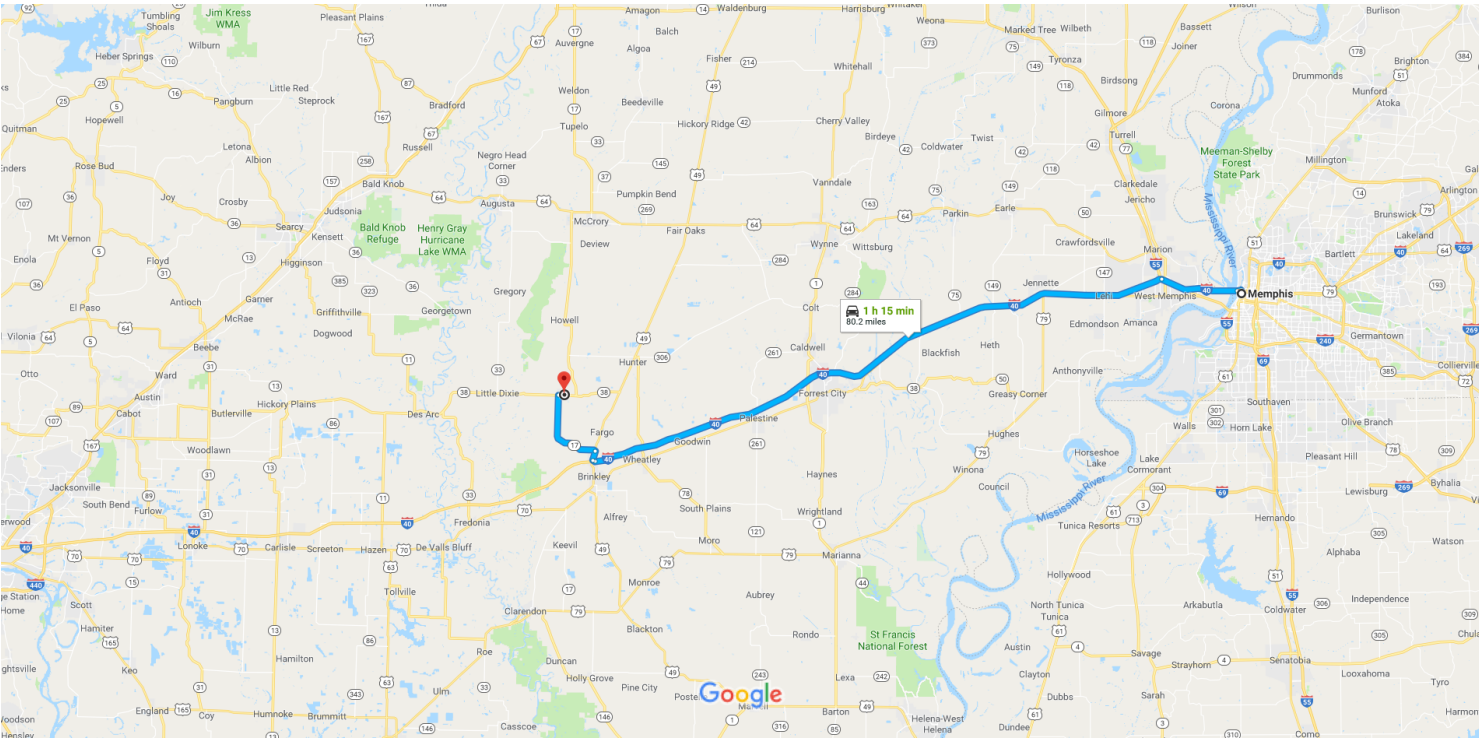 Tumbling
Shoals
Jim Kress
WMA
Pleasant Plains
Amagon
Waldenburg
Harrisburg
Weona
Marked Tree
Wilbeth
Bassett
Joiner
Burlison
Wilburn
Heber Springs
Auvergne
Balch
Algoa
Fisher
Whitehall
Tyronza
Birdsong
Drummonds
Brighton
Munford
Atoka
Little Red
Steprock
Pangburn
Hopewell
Quitman
Bradford
Weldon
Beedeville
Tupelo
Hickory Ridge
Cherry Valley
Birdeye
Coldwater
Twist
Gilmore
Turrell
Corona
Letona
Albion
Russell
Rose Bud
Negro Head
Corner
Bald Knob
Vanndale
Clarkedale
Jericho
Meeman-Shelby
Forest
State Park
Millington
Arlington
Joy
Crosby
Judsonia
Searcy
Kensett
Augusta
Pumpkin Bend
McCrory
Fair Oaks
Deview
Parkin
Earle
Wynne
Wittsburg
Crawfordsville
Marion
Brunswick
Lakeland
Bartlett
Mt Vernon
Bald Knob
Refuge
Henry Gray
Hurricane
Lake WMA
Enola
Floyd
Higginson
Antioch
Garner
El Paso
McRae
Griffithville
Georgetown
Dogwood
Gregory
Howell
Colt
Jennette
Lehi
West Memphis
Memphis
Mississippi River
1 h 15 min
80.2 miles
Vilonia
Beebe
Otto
Ward
Austin
Cabot
Butlerville
Hickory Plains
Des Arc
Little Dixie
Hunter
Caldwell
Blackfish
Heth
Edmondson
Amanca
Anthonyville
Germantown
Collierville
Forrest City
Greasy Corner
Southaven
Horn Lake
Walls
Olive Branch
Woodlawn
Fargo
Goodwin
Palestine
Wheatley
Brinkley
Hughes
Horseshoe
Lake
Lake
Cormorant
Pleasant Hill
Jacksonville
South Bend
Furlow
Haynes
Winona
Council
Lewisburg
Byhalia
Fredonia
Alfrey
South Plains
Wrightland
Mississippi River
Tunica Resorts
Hernando
Lonoke
Carlisle
Screeton
Hazen
De Valls Bluff
Keevil
Moro
Marianna
Alphaba
Watson
Scott
Tollville
Monroe
Aubrey
Hollywood
North Tunica
Tunica
Arkabutla
Coldwater
Independence
Hamiter
Clarendon
Blackton
Rondo
St Francis
National Forest
Austin
Savage
Strayhorn
Senatobia
Keo
Hamilton
Roe
Duncan
Holly Grove
Pine City
Lexa
Clayton
Dubbs
Looxahoma
Tyro
England
Coy
Humnoke
Brummitt
Ulm
Casscoe
Google
Barton
Helena-West
Helena
Dundee
Sarah
Como